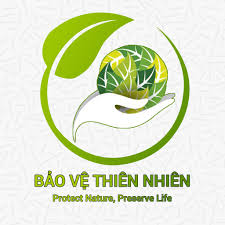 BẢO VỆ THIÊN NHIÊN
Protect Nature, Preserve Life